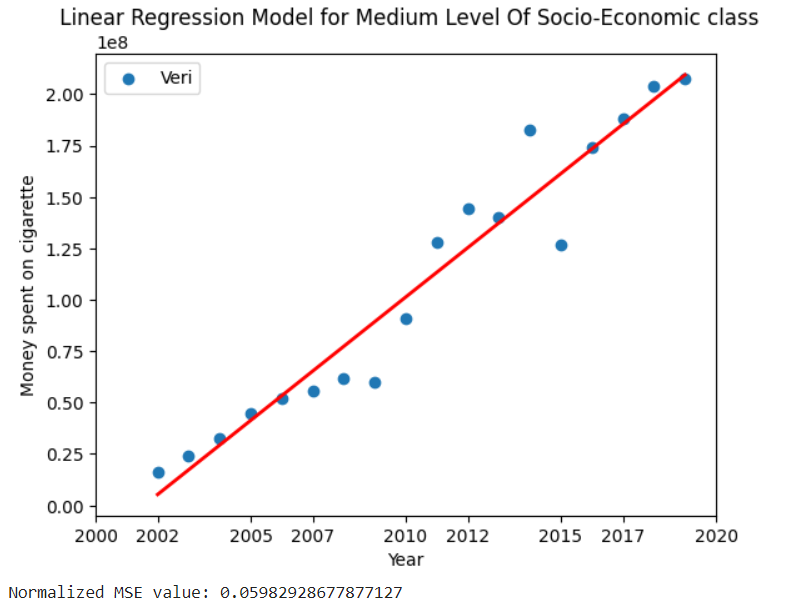 Linear Regression Model for Medium Level Of Socio-Economic class
1e8
Veri
2.00
1.75
1.50
1.25
1.00
0.75
0.50
0.25
0.00
Money spent on cigarette
2000 2002 2005 2007 2010 2012 2015 2017 2020
Year
Normalized MSE value: 0.05982928677877127